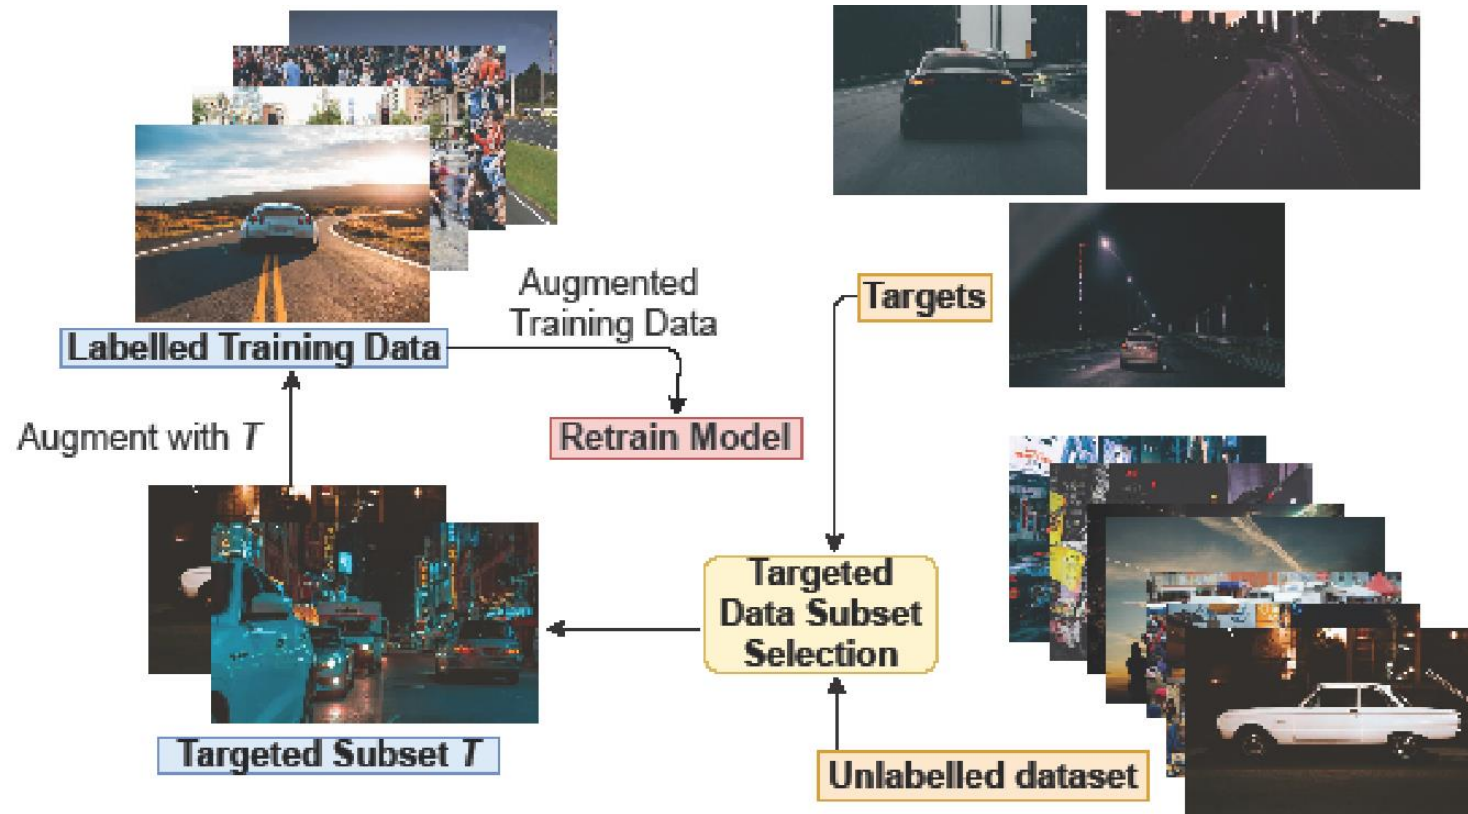 Augmented
Training Data
Targets
Labelled Training Data
Augment with T
Retrain Model
Targeted
Data Subset
Selection
Targeted Subset T
Unlabelled dataset